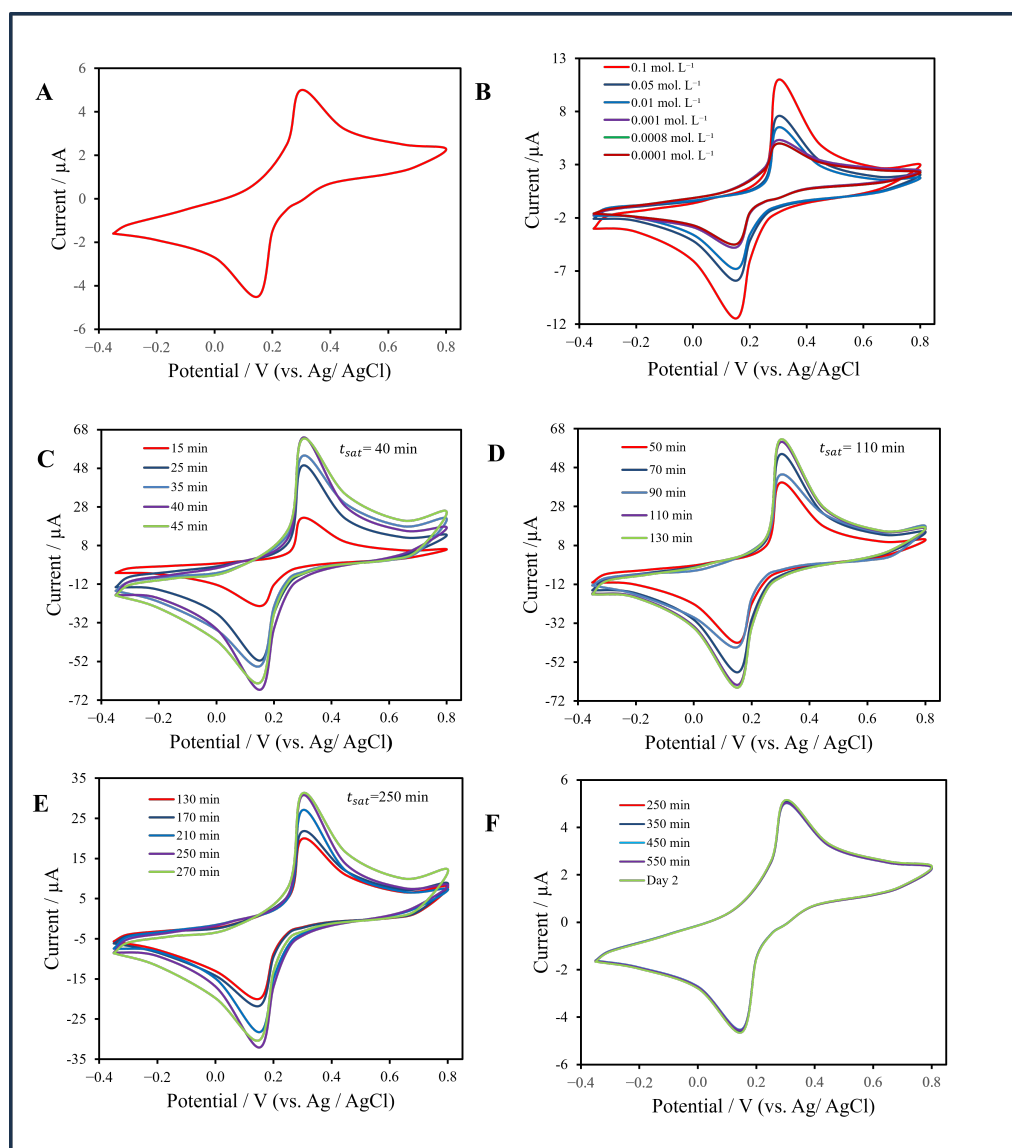 A
6
4
2
0
-2
-4
-6
Current / µA
−0.4 −0.2 0.0 0.2 0.4 0.6 0.8
Potential / V (vs. Ag/ AgCl)
B
13
8
3
-2
-7
-12
Current /µA
0.1 mol. L⁻¹
0.05 mol. L⁻¹
0.01 mol. L⁻¹
0.001 mol. L⁻¹
0.0008 mol. L⁻¹
0.0001 mol. L⁻¹
−0.4 −0.2 0.0 0.2 0.4 0.6 0.8
Potential / V (vs. Ag/AgCl
C
68
48
28
8
-12
-32
-52
-72
Current / µA
15 min
25 min
35 min
40 min
45 min
t_sat= 40 min
−0.4 −0.2 0.0 0.2 0.4 0.6 0.8
Potential / V (vs. Ag/ AgCl)
D
68
48
28
8
-12
-32
-52
-72
Current / µA
50 min
70 min
90 min
110 min
130 min
t_sat= 110 min
−0.4 −0.2 0.0 0.2 0.4 0.6 0.8
Potential / V (vs. Ag / AgCl)
E
35
25
15
5
-5
-15
-25
-35
Current / µA
130 min
170 min
210 min
250 min
270 min
t_sat=250 min
−0.4 −0.2 0.0 0.2 0.4 0.6 0.8
Potential / V (vs. Ag / AgCl)
F
6
4
2
0
-2
-4
-6
Current / µA
250 min
350 min
450 min
550 min
Day 2
−0.4 −0.2 0.0 0.2 0.4 0.6 0.8
Potential / V (vs. Ag/ AgCl)